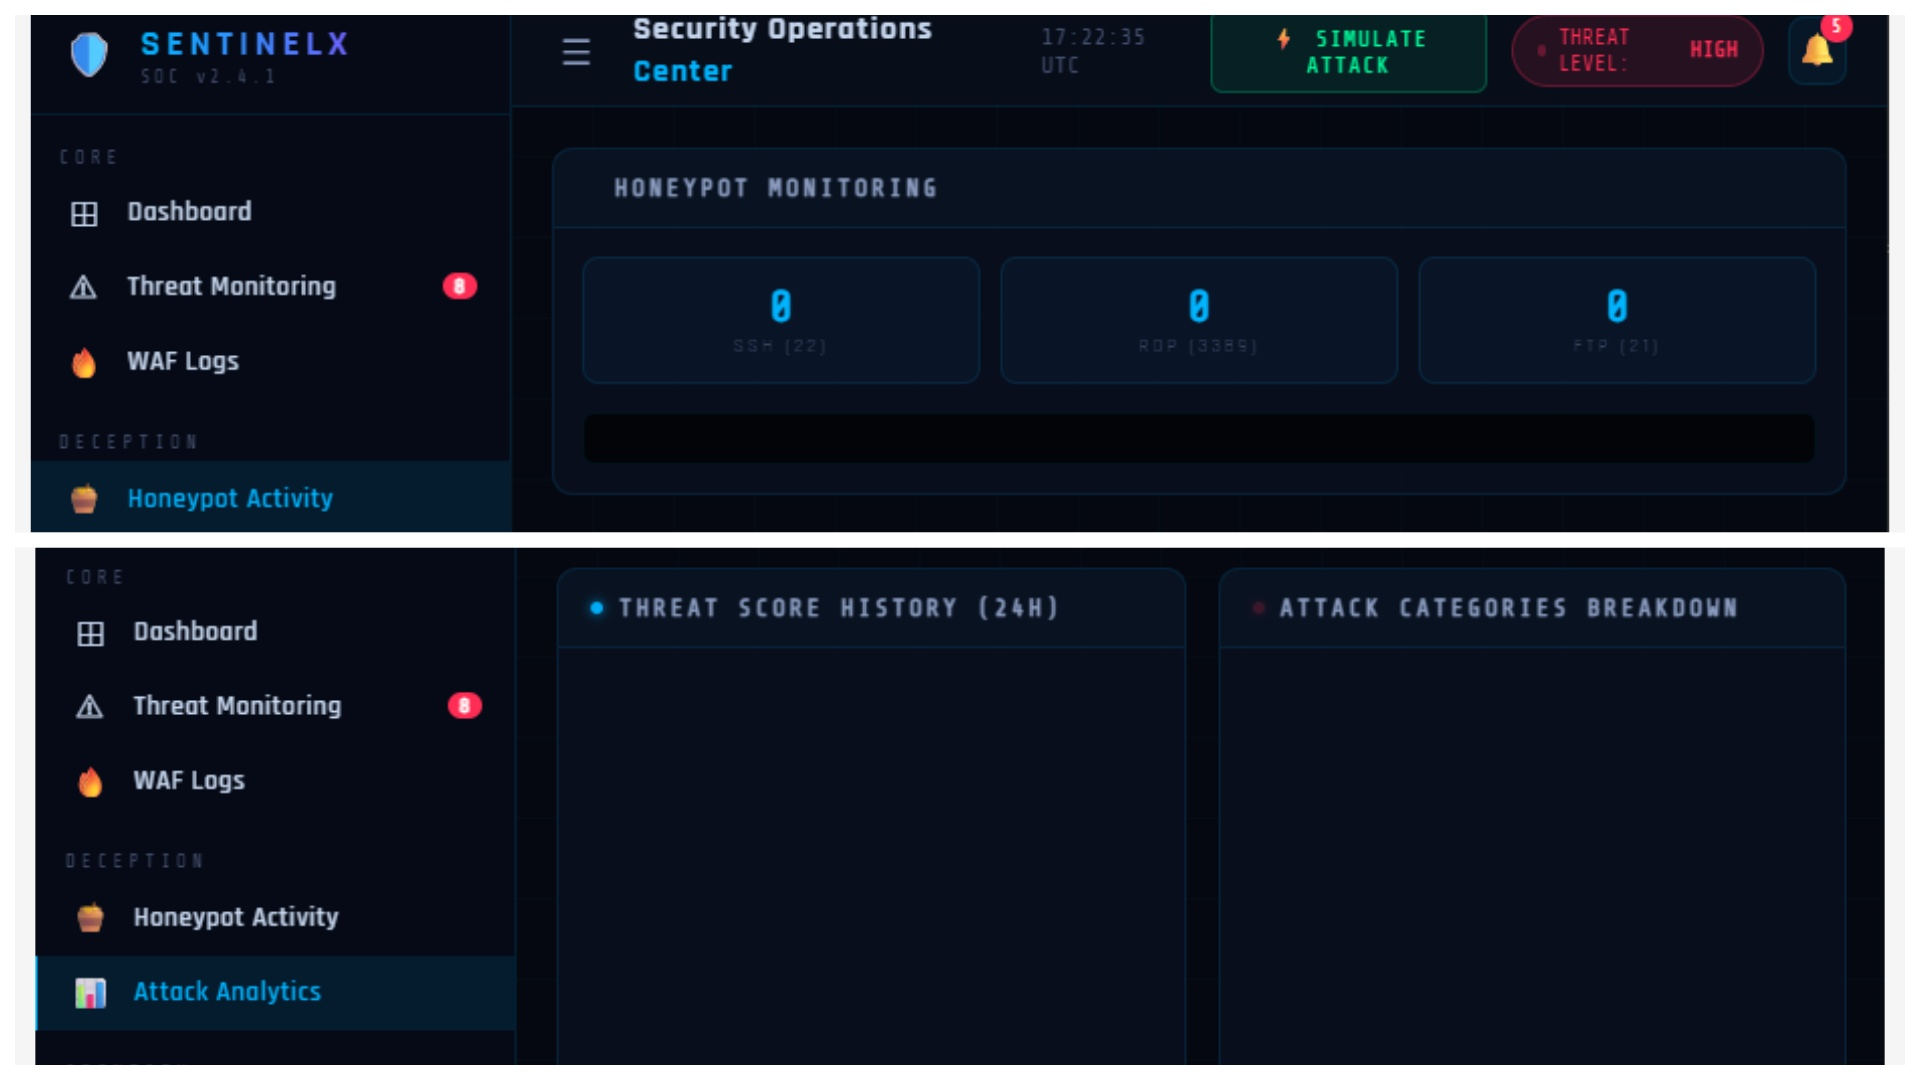 SENTINELX
SOC v2.4.1
Security Operations
Center
17:22:35
UTC
SIMULATE
ATTACK
THREAT
LEVEL:
HIGH
5
CORE
Dashboard
Threat Monitoring
8
WAF Logs
DECEPTION
Honeypot Activity
HONEYPOT MONITORING
0
SSH (22)
0
RDP (3389)
0
FTP (21)
CORE
Dashboard
Threat Monitoring
8
WAF Logs
DECEPTION
Honeypot Activity
Attack Analytics
THREAT SCORE HISTORY (24H)
ATTACK CATEGORIES BREAKDOWN